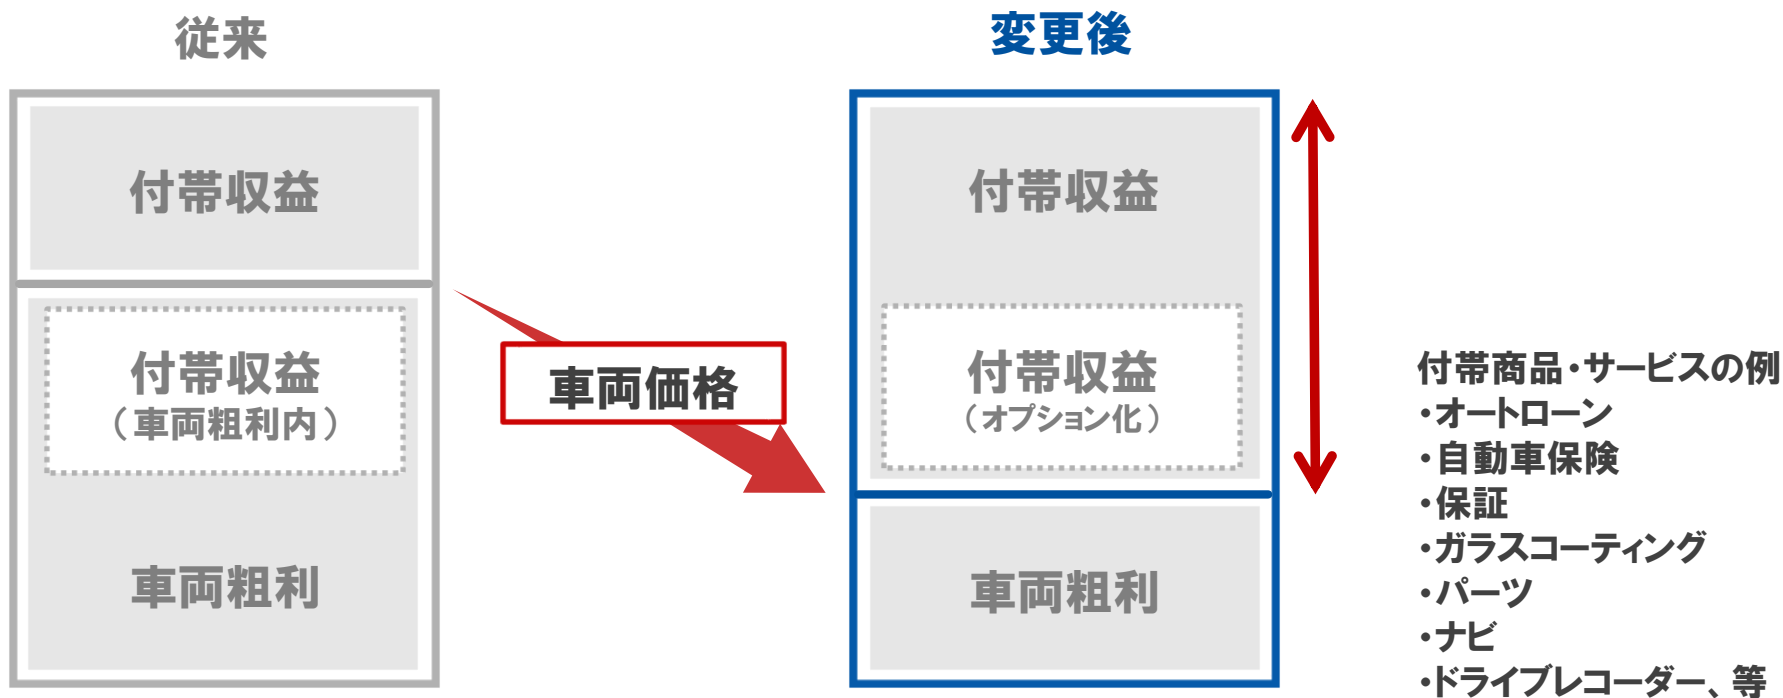 従来
付帯収益
付帯収益
（車両粗利内）
車両粗利
車両価格
変更後
付帯収益
付帯収益
（オプション化）
車両粗利
付帯商品・サービスの例
・オートローン
・自動車保険
・保証
・ガラスコーティング
・パーツ
・ナビ
・ドライブレコーダー、等